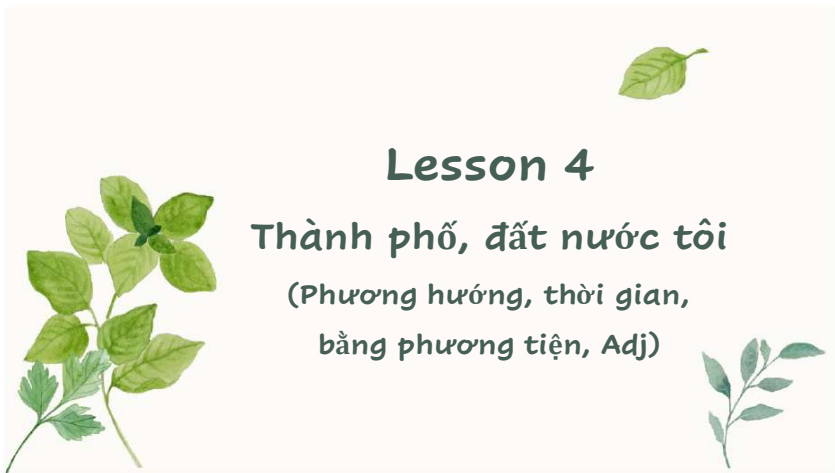 Lesson 4
Thành phố, đất nước tôi
(Phương hướng, thời gian,
bằng phương tiện, Adj)